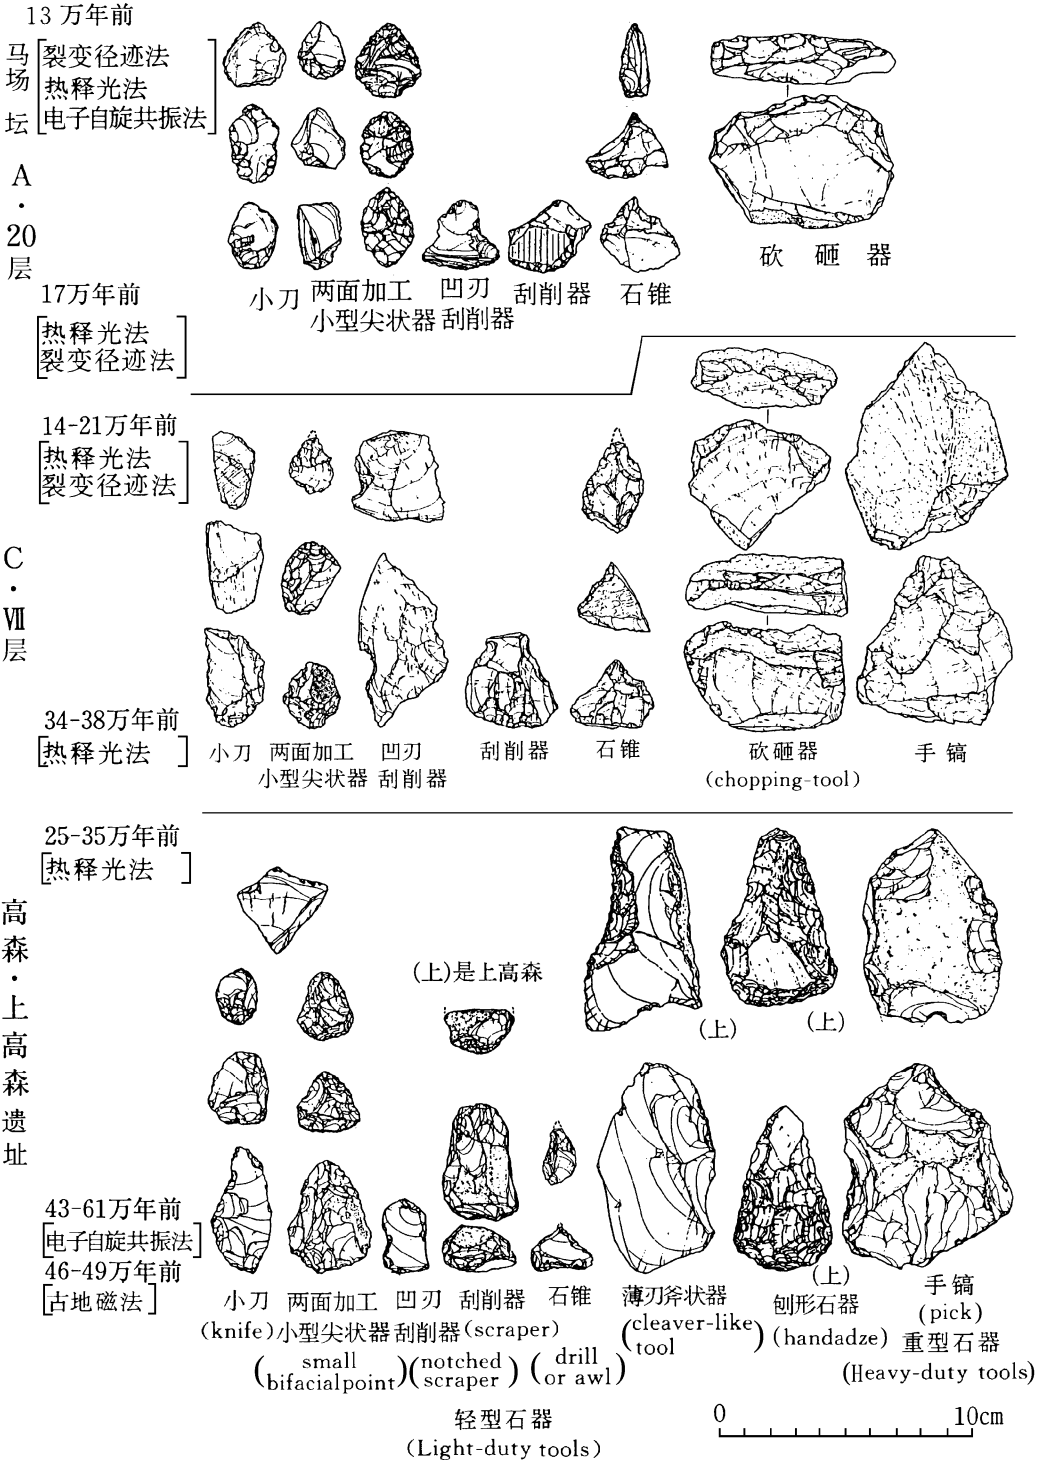 13 万年前
马场坛
裂变径迹法
热释光法
电子自旋共振法
A・20层
17万年前
热释光法
裂变径迹法
砍 砸 器
小刀
两面加工
小型尖状器
凹刃
刮削器
刮削器
石锥
14-21万年前
热释光法
裂变径迹法
C・Ⅶ层
34-38万年前
热释光法
小刀
两面加工
小型尖状器
凹刃
刮削器
刮削器
石锥
砍砸器
(chopping-tool)
手镐
25-35万年前
热释光法
高森・上高森遗址
(上)是上高森
(上)
(上)
43-61万年前
电子自旋共振法
46-49万年前
古地磁法
(上)
小刀
(knife)
两面加工
小型尖状器
(small
bifacial point)
凹刃
刮削器
(notched
scraper)
刮削器
(scraper)
石锥
(drill
or awl)
薄刃斧状器
(cleaver-like
tool)
刨形石器
(handadze)
手镐
(pick)
重型石器
(Heavy-duty tools)
轻型石器
(Light-duty tools)
0 10cm